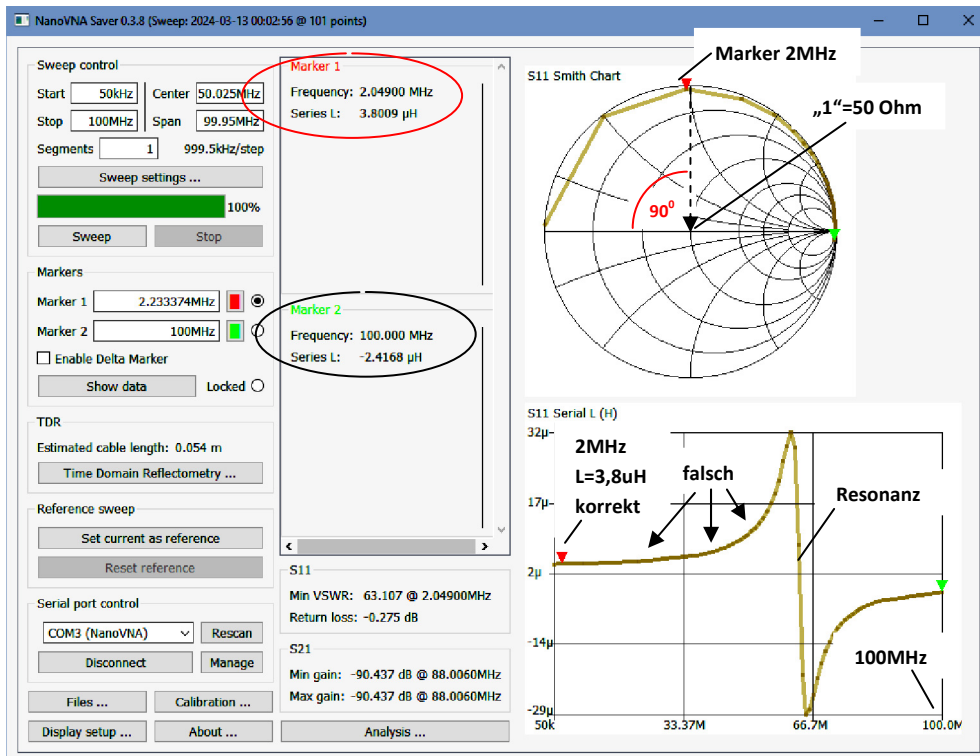 NanoVNA Saver 0.3.8 (Sweep: 2024-03-13 00:02:56 @ 101 points)
Sweep control
Start 50kHz Center 50.025MHz
Stop 100MHz Span 99.95MHz
Segments 1 999.5kHz/step
Sweep settings ...
100%
Sweep Stop
Markers
Marker 1 2.233374MHz
Marker 2 100MHz
Enable Delta Marker
Show data Locked
TDR
Estimated cable length: 0.054 m
Time Domain Reflectometry ...
Reference sweep
Set current as reference
Reset reference
Serial port control
COM3 (NanoVNA) Rescan
Disconnect Manage
Files ... Calibration ...
Display setup ... About ...
Marker 1
Frequency: 2.04900 MHz
Series L: 3.8009 µH
Marker 2
Frequency: 100.000 MHz
Series L: -2.4168 µH
S11
Min VSWR: 63.107 @ 2.04900MHz
Return loss: -0.275 dB
S21
Min gain: -90.437 dB @ 88.0060MHz
Max gain: -90.437 dB @ 88.0060MHz
Analysis ...
Marker 2MHz
S11 Smith Chart
„1“=50 Ohm
90⁰
S11 Serial L (H)
32µ
17µ
2µ
-14µ
-29µ
50k 33.37M 66.7M 100.0M
2MHz
L=3,8uH
korrekt
falsch
Resonanz
100MHz